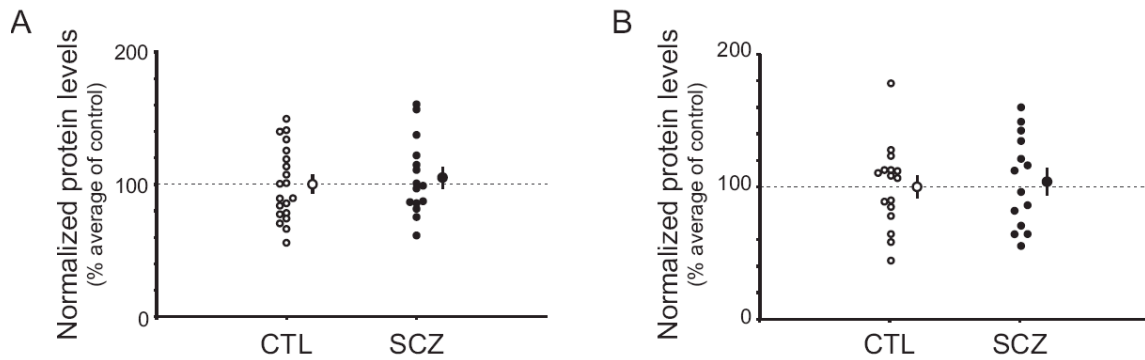 A
Normalized protein levels
(% average of control)
200
100
0
CTL SCZ
B
Normalized protein levels
(% average of control)
200
100
0
CTL SCZ